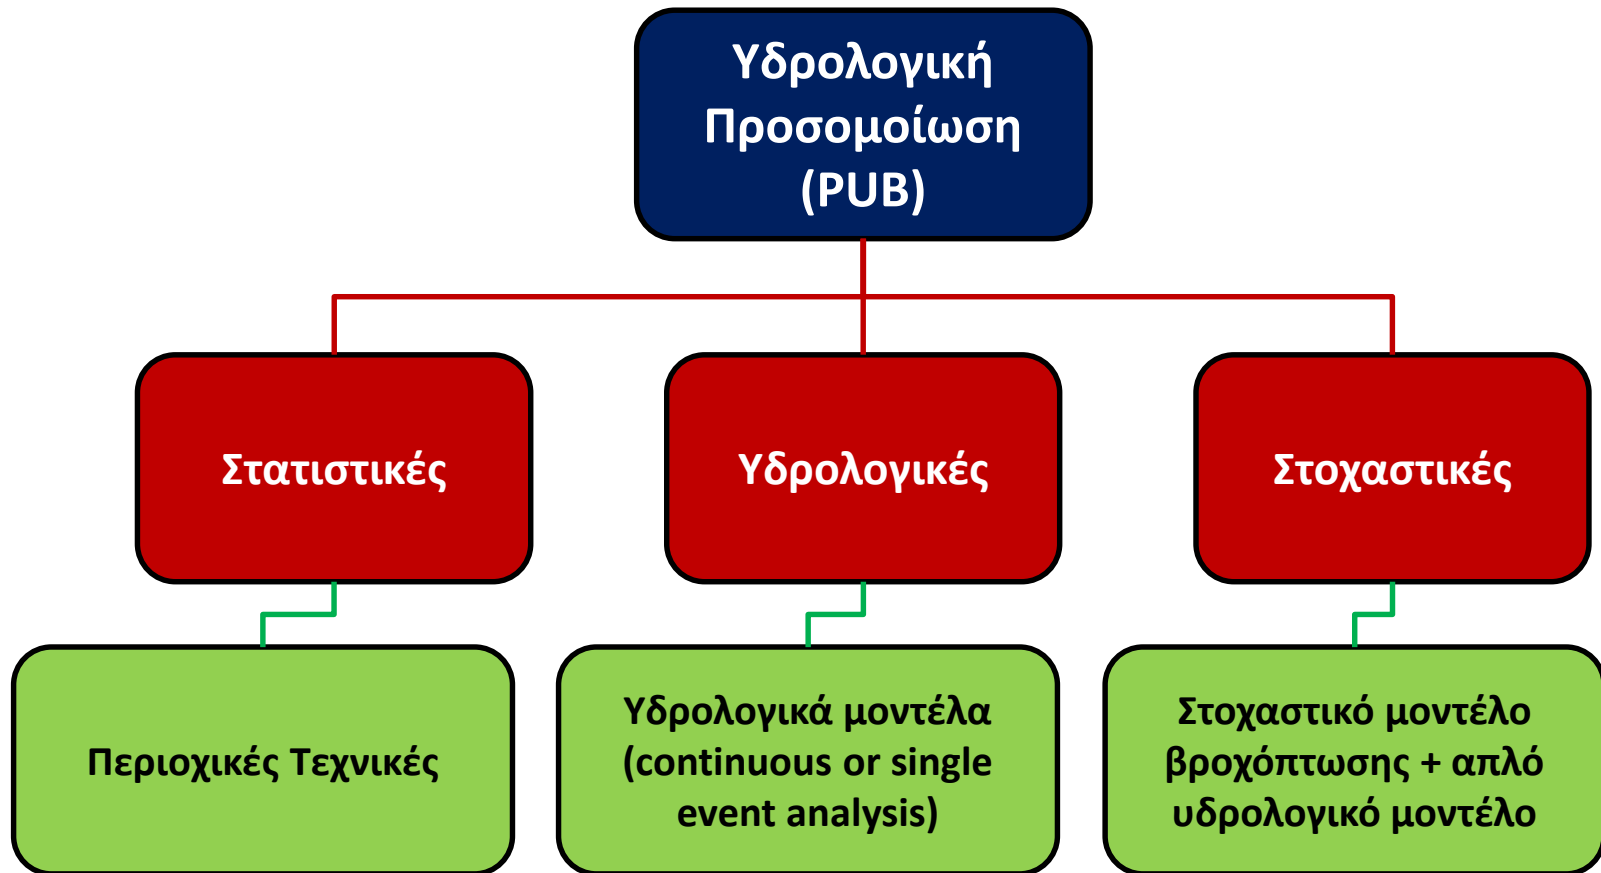 Υδρολογική
Προσομοίωση
(PUB)
Στατιστικές
Υδρολογικές
Στοχαστικές
Περιοχικές Τεχνικές
Υδρολογικά μοντέλα
(continuous or single
event analysis)
Στοχαστικό μοντέλο
βροχόπτωσης + απλό
υδρολογικό μοντέλο